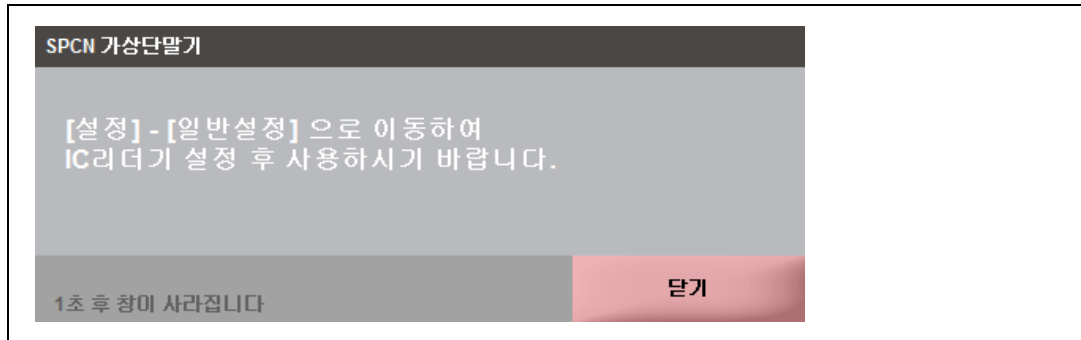 SPCN 가상단말기
[설정] - [일반설정] 으로 이동하여
IC리더기 설정 후 사용하시기 바랍니다.
1초 후 창이 사라집니다
닫기